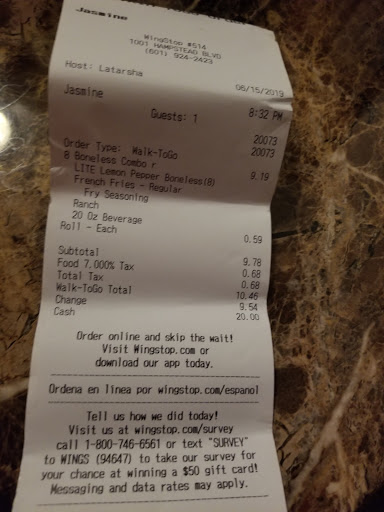 Jasmine
WingStop #614
1001 HAMPSTEAD BLVD
(601) 924-2423
Host: Latarsha 06/15/2019
Jasmine 8:32 PM
Guests: 1
20073
Order Type: Walk-ToGo 20073
8 Boneless Combo r 9.19
LITE Lemon Pepper Boneless(8)
French Fries - Regular
Fry Seasoning
Ranch
20 Oz Beverage
Roll - Each 0.59
Subtotal 9.78
Food 7.000% Tax 0.68
Total Tax 0.68
Walk-ToGo Total 10.46
Change 9.54
Cash 20.00
Order online and skip the wait!
Visit Wingstop.com or
download our app today.
Ordena en linea por wingstop.com/espanol
Tell us how we did today!
Visit us at wingstop.com/survey
call 1-800-746-6561 or text "SURVEY"
to WINGS (94647) to take our survey for
your chance at winning a $50 gift card!
Messaging and data rates may apply.